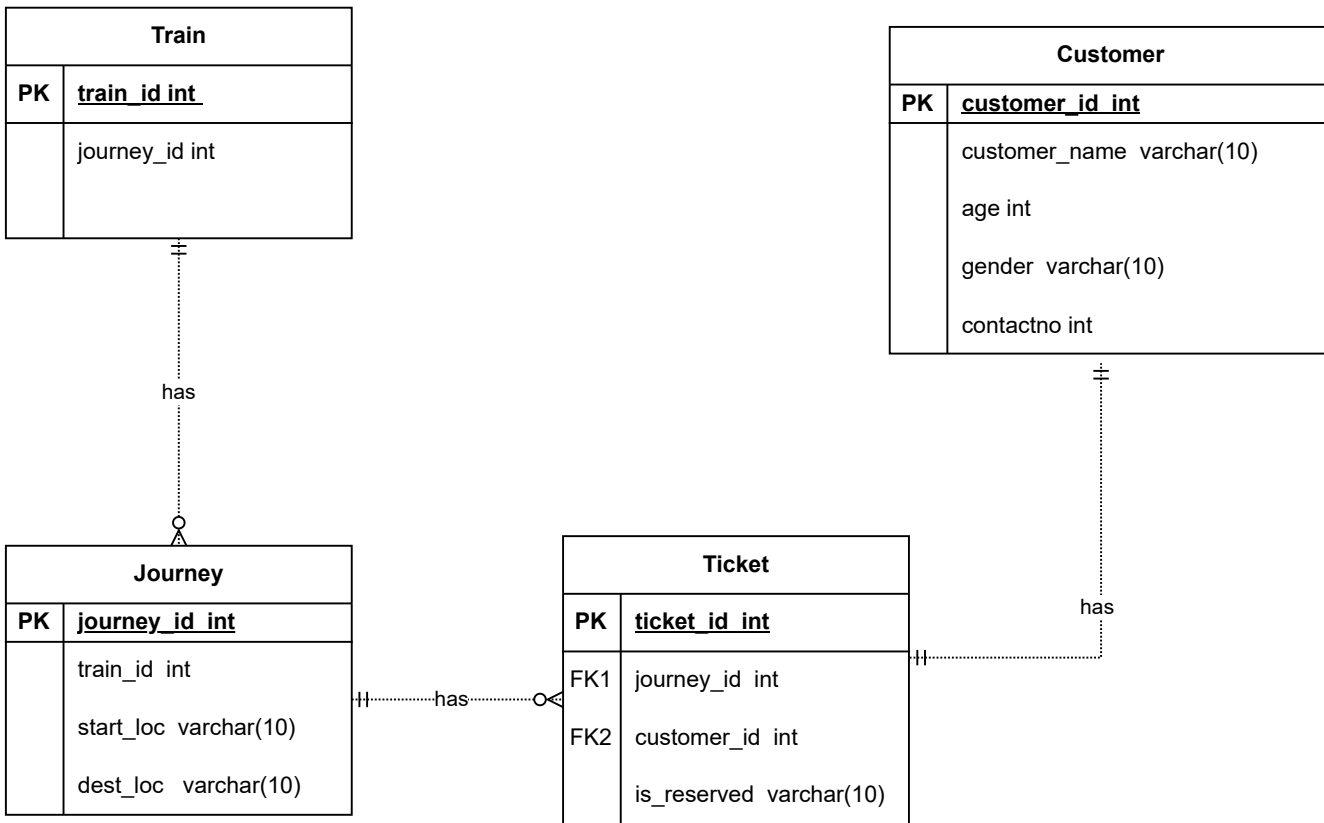 Train
PK train_id int
journey_id int
has
Customer
PK customer_id int
customer_name varchar(10)
age int
gender varchar(10)
contactno int
has
Journey
PK journey_id int
train_id int
start_loc varchar(10)
dest_loc varchar(10)
has
Ticket
PK ticket_id int
FK1 journey_id int
FK2 customer_id int
is_reserved varchar(10)